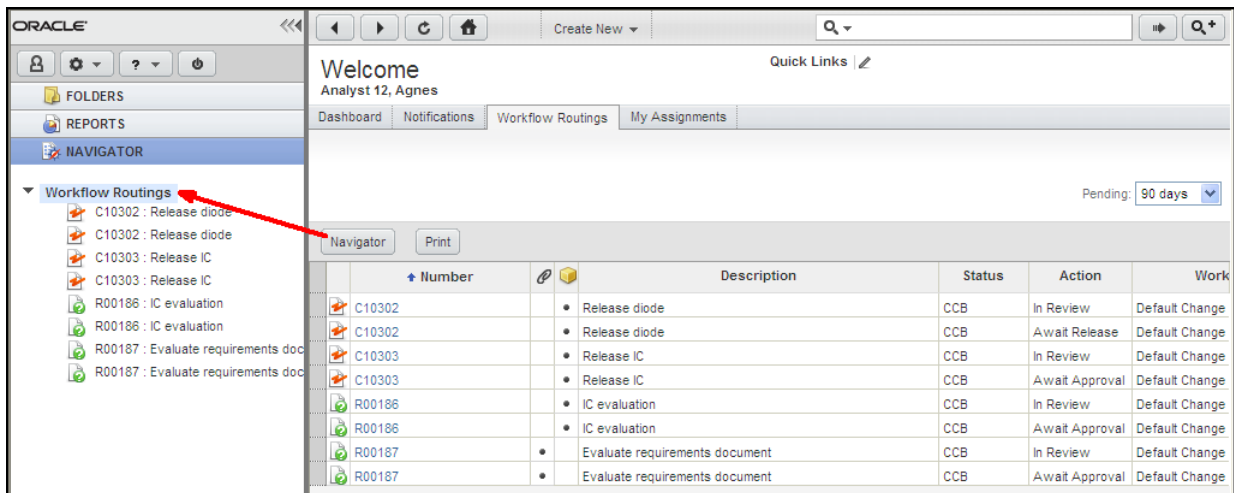 ORACLE
Create New
Welcome
Analyst 12, Agnes
Quick Links
FOLDERS
REPORTS
NAVIGATOR
Dashboard Notifications Workflow Routings My Assignments
Pending: 90 days
Workflow Routings
C10302 : Release diode
C10302 : Release diode
C10303 : Release IC
C10303 : Release IC
R00186 : IC evaluation
R00186 : IC evaluation
R00187 : Evaluate requirements doc
R00187 : Evaluate requirements doc
Navigator Print
Number Description Status Action Work
C10302 Release diode CCB In Review Default Change
C10302 Release diode CCB Await Release Default Change
C10303 Release IC CCB In Review Default Change
C10303 Release IC CCB Await Approval Default Change
R00186 IC evaluation CCB In Review Default Change
R00186 IC evaluation CCB Await Approval Default Change
R00187 Evaluate requirements document CCB In Review Default Change
R00187 Evaluate requirements document CCB Await Approval Default Change